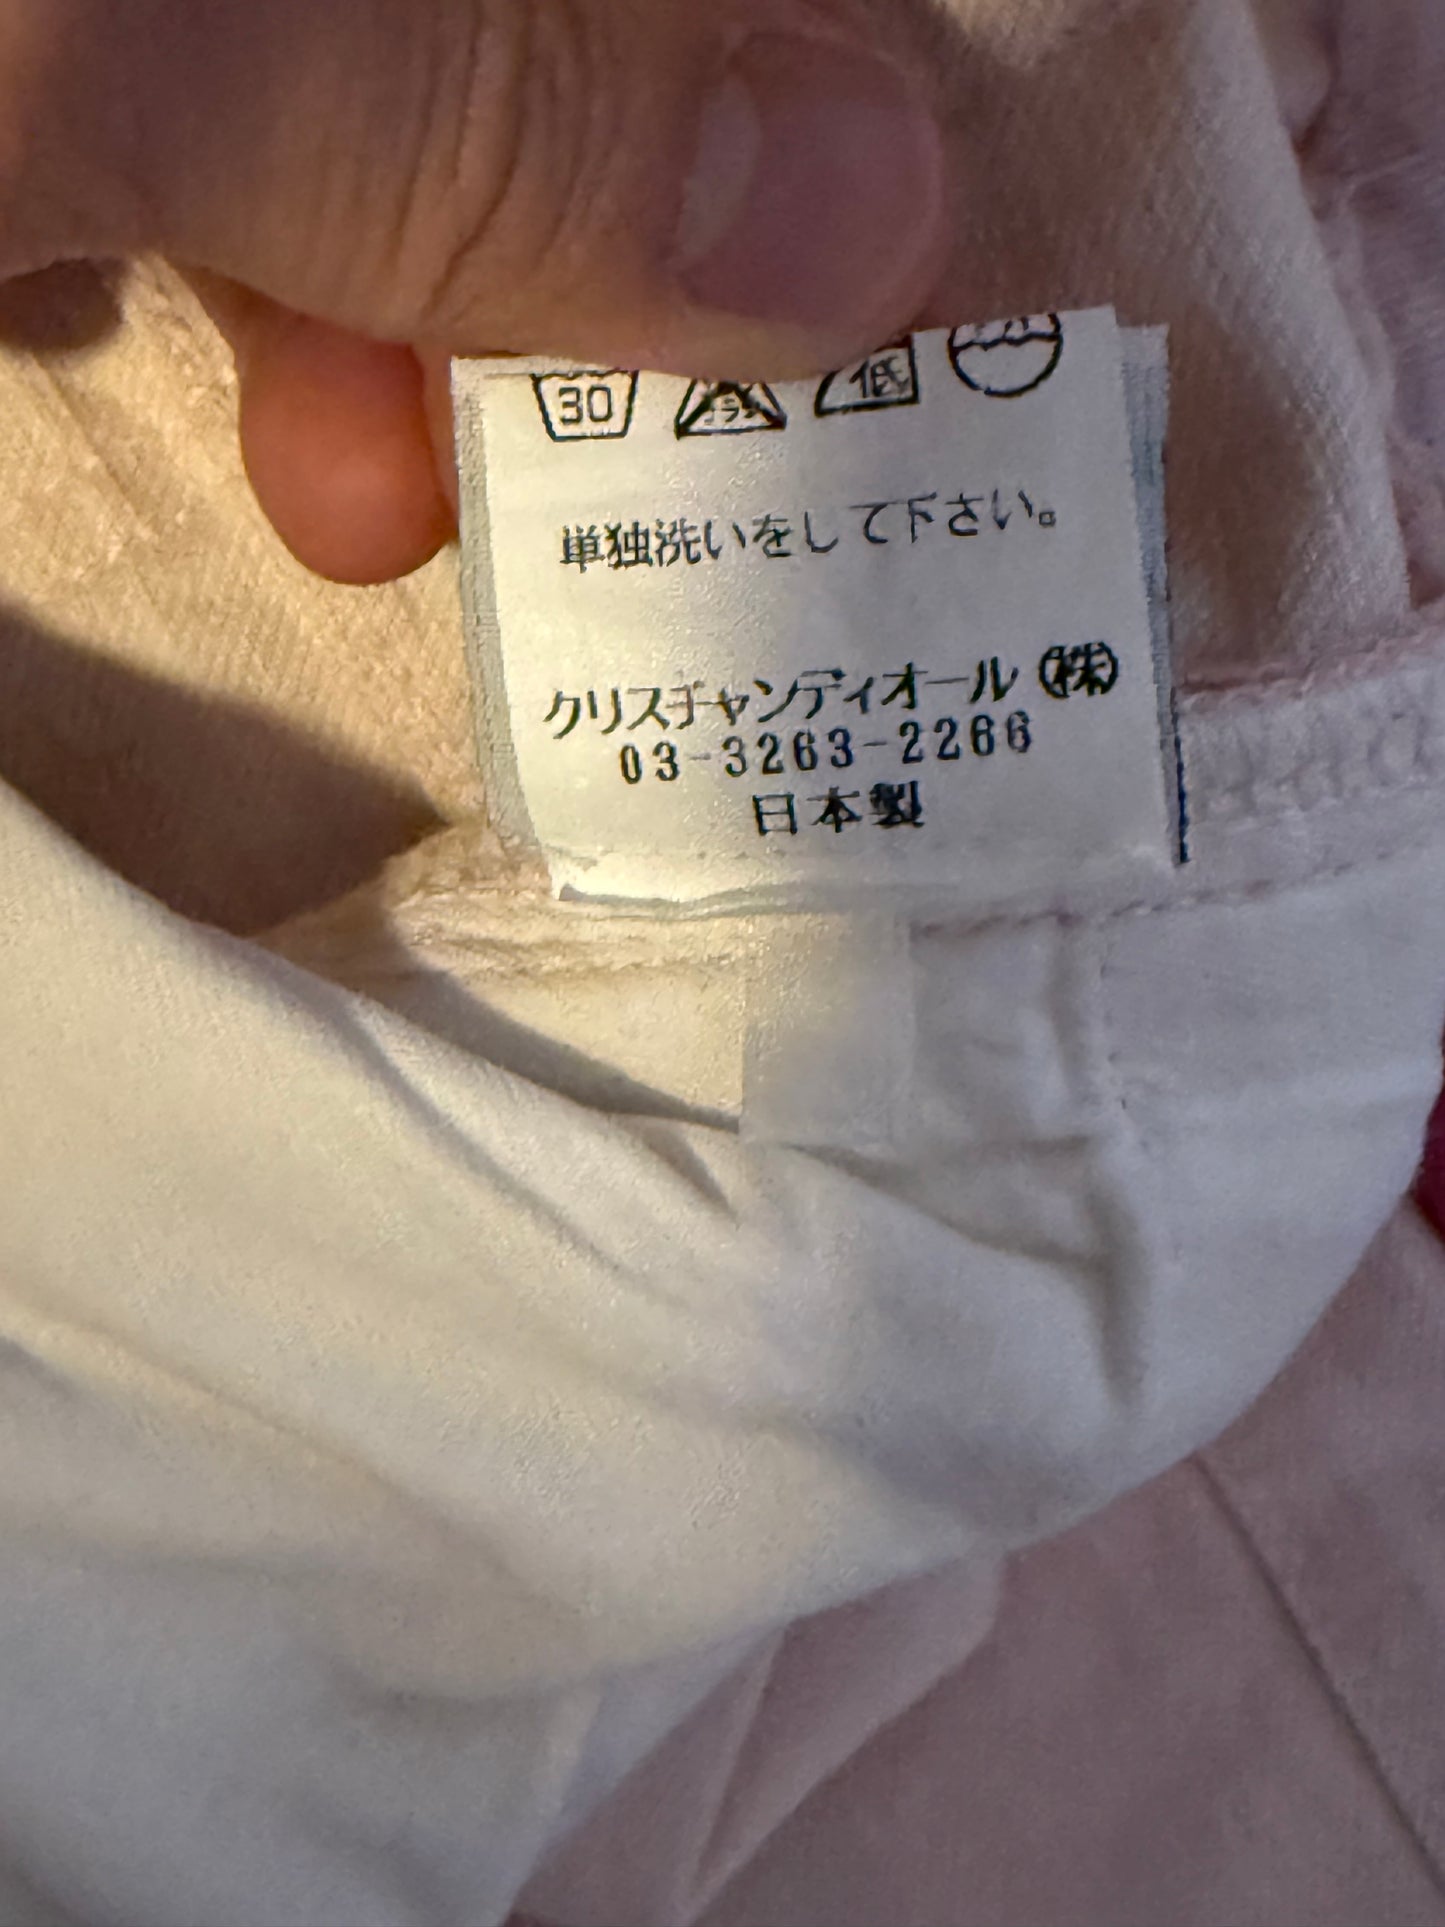 30 低
単独洗いをして下さい。
クリスチャンディオール ㈱
03-3263-2266
日本製